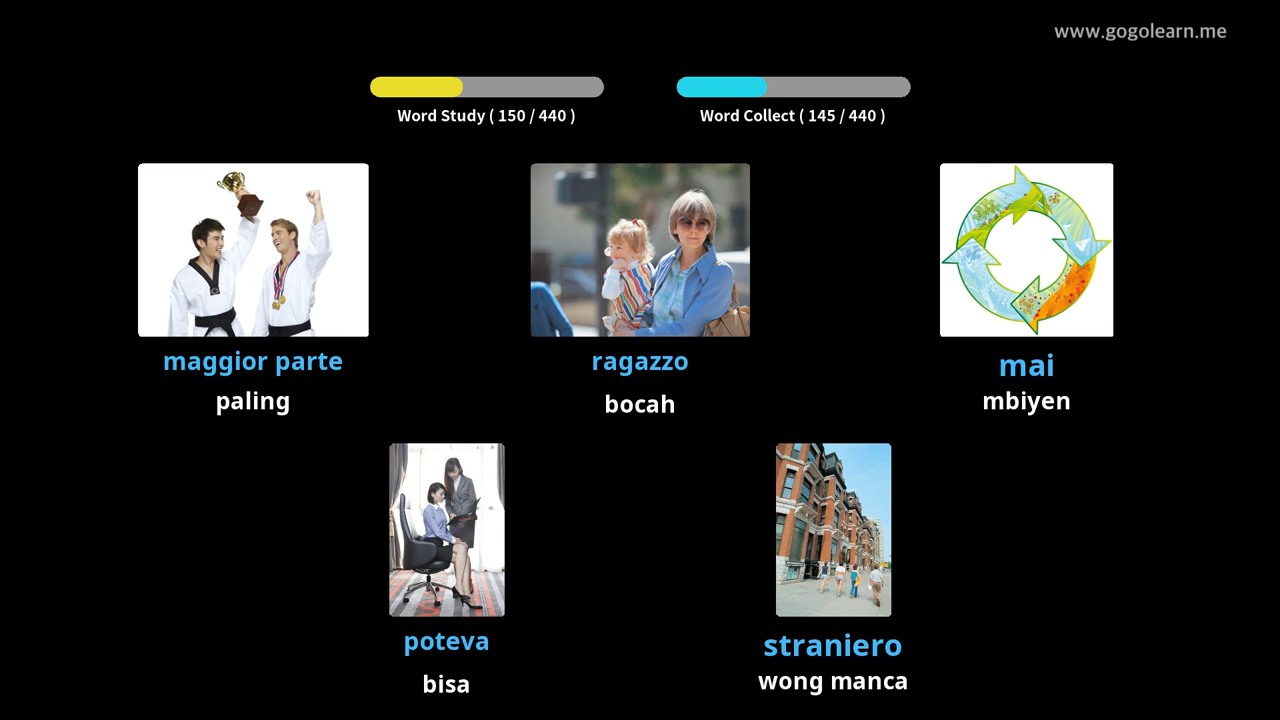 www.gogolearn.me
Word Study ( 150 / 440 )
Word Collect ( 145 / 440 )
maggior parte
paling
ragazzo
bocah
mai
mbiyen
poteva
bisa
straniero
wong manca